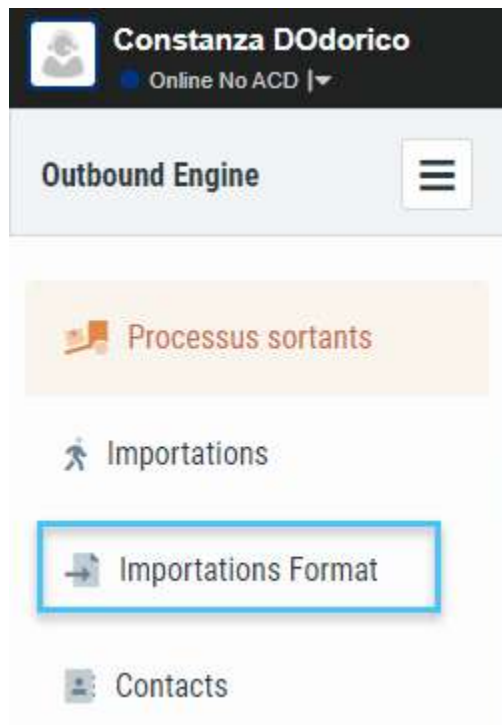 Constanza DOdorico
Online No ACD
Outbound Engine
Processus sortants
Importations
Importations Format
Contacts